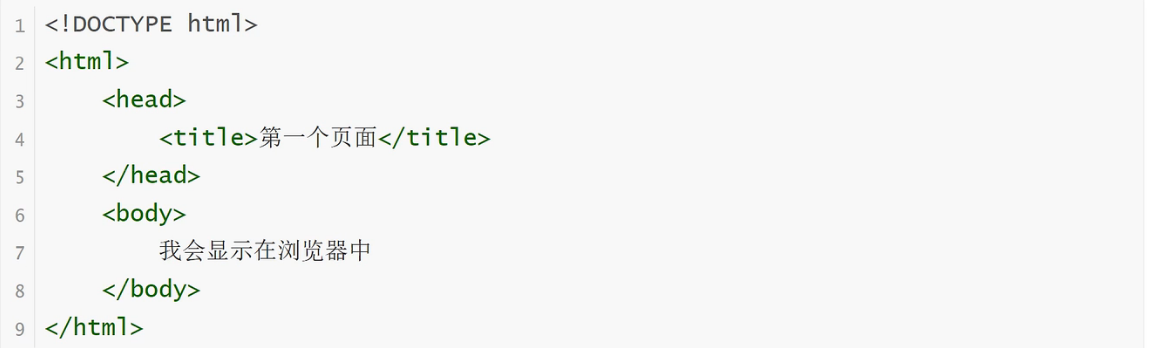 1 <!DOCTYPE html>
2 <html>
3     <head>
4         <title>第一个页面</title>
5     </head>
6     <body>
7         我会显示在浏览器中
8     </body>
9 </html>